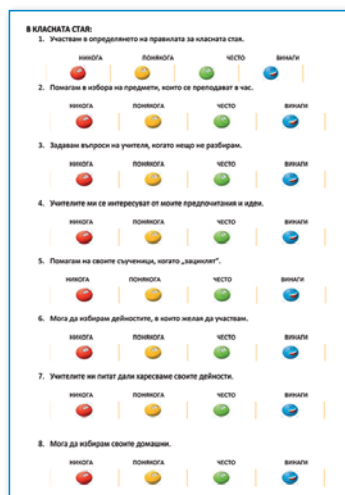 В КЛАСНАТА СТАЯ:
1. Участвам в определянето на правилата за класната стая.
НИКОГА ПОНЯКОГА ЧЕСТО ВИНАГИ
2. Помагам в избора на предмети, които се преподават в час.
НИКОГА ПОНЯКОГА ЧЕСТО ВИНАГИ
3. Задавам въпроси на учителя, когато нещо не разбирам.
НИКОГА ПОНЯКОГА ЧЕСТО ВИНАГИ
4. Учителите ми се интересуват от моите предпочитания и идеи.
НИКОГА ПОНЯКОГА ЧЕСТО ВИНАГИ
5. Помагам на своите съученици, когато „зациклят“.
НИКОГА ПОНЯКОГА ЧЕСТО ВИНАГИ
6. Мога да избирам дейностите, в които желая да участвам.
НИКОГА ПОНЯКОГА ЧЕСТО ВИНАГИ
7. Учителите ни питат дали харесваме своите дейности.
НИКОГА ПОНЯКОГА ЧЕСТО ВИНАГИ
8. Мога да избирам своите домашни.
НИКОГА ПОНЯКОГА ЧЕСТО ВИНАГИ